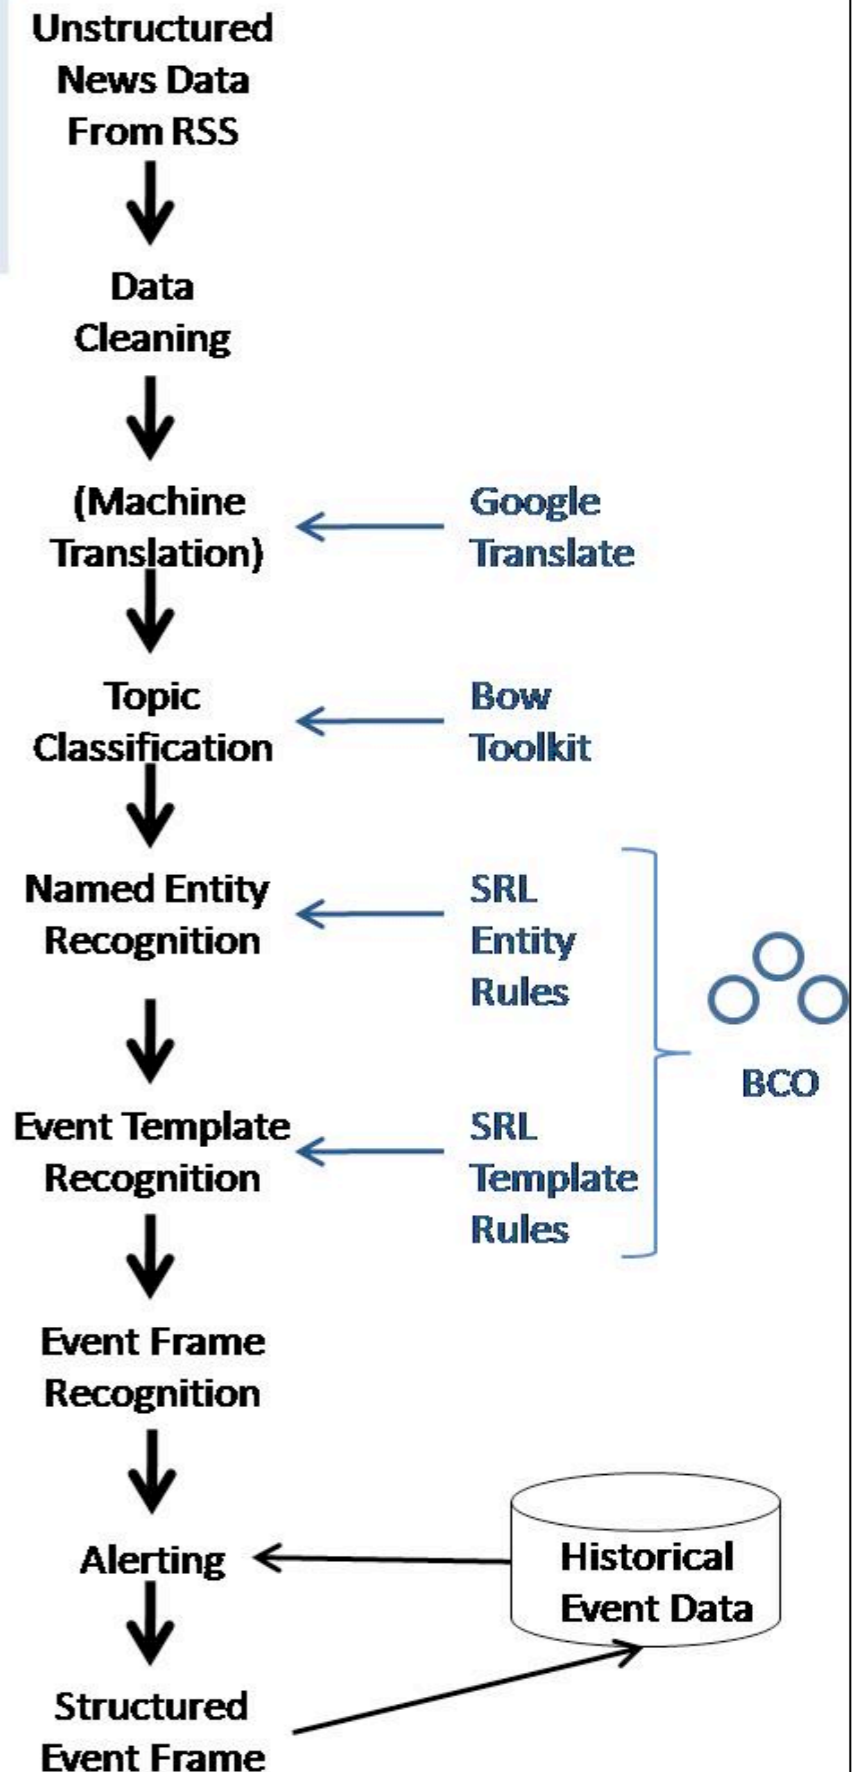 Unstructured
News Data
From RSS
Data
Cleaning
(Machine
Translation)
Google
Translate
Topic
Classification
Bow
Toolkit
Named Entity
Recognition
SRL
Entity
Rules
BCO
Event Template
Recognition
SRL
Template
Rules
Event Frame
Recognition
Alerting
Historical
Event Data
Structured
Event Frame